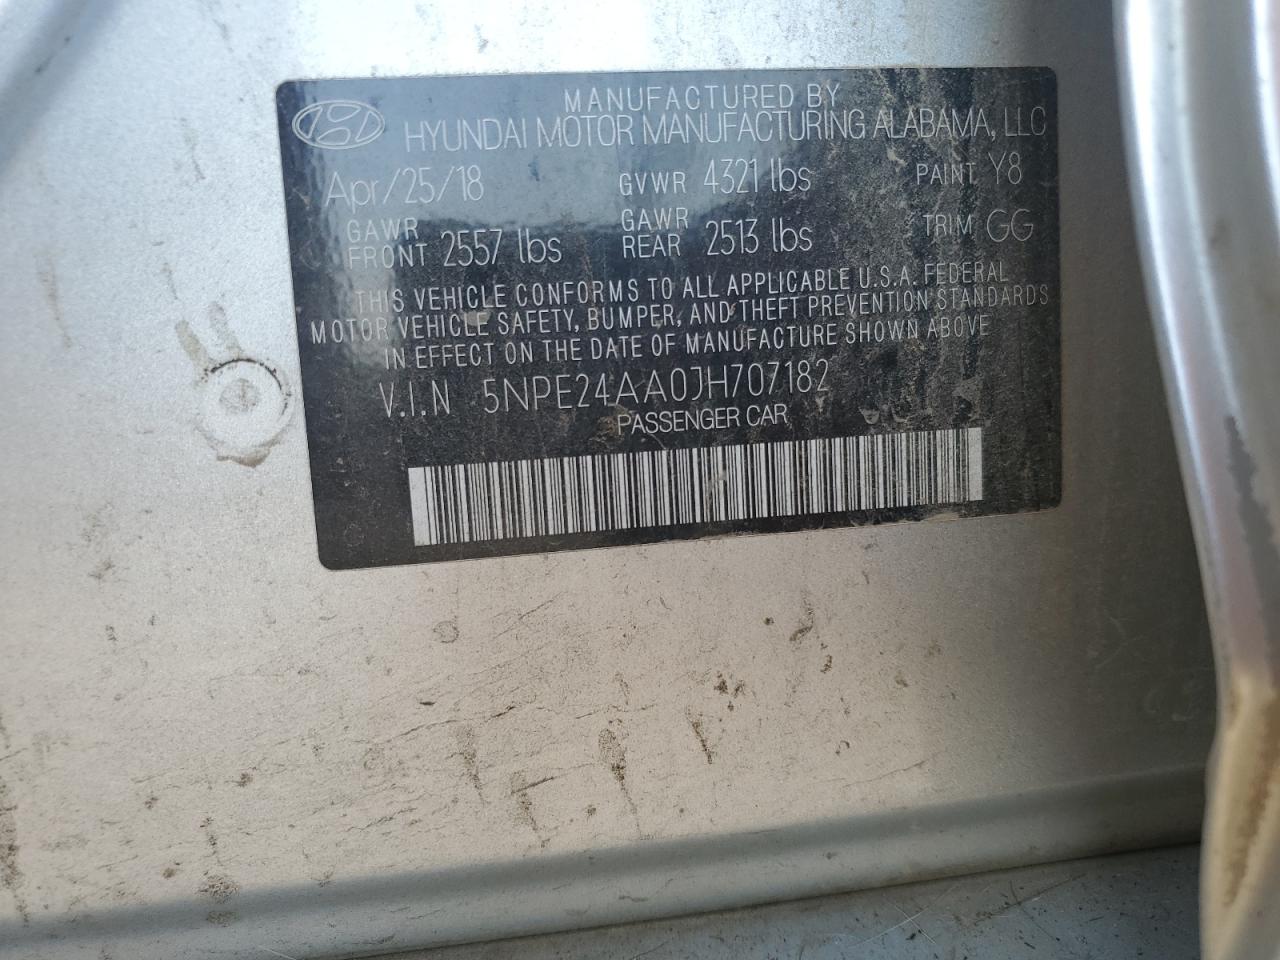 MANUFACTURED BY
HYUNDAI MOTOR MANUFACTURING ALABAMA, LLC
Apr/25/18 GVWR 4321 lbs PAINT Y8
GAWR FRONT 2557 lbs GAWR REAR 2513 lbs TRIM GG
THIS VEHICLE CONFORMS TO ALL APPLICABLE U.S.A. FEDERAL
MOTOR VEHICLE SAFETY, BUMPER, AND THEFT PREVENTION STANDARDS
IN EFFECT ON THE DATE OF MANUFACTURE SHOWN ABOVE
V.I.N 5NPE24AA0JH707182
PASSENGER CAR